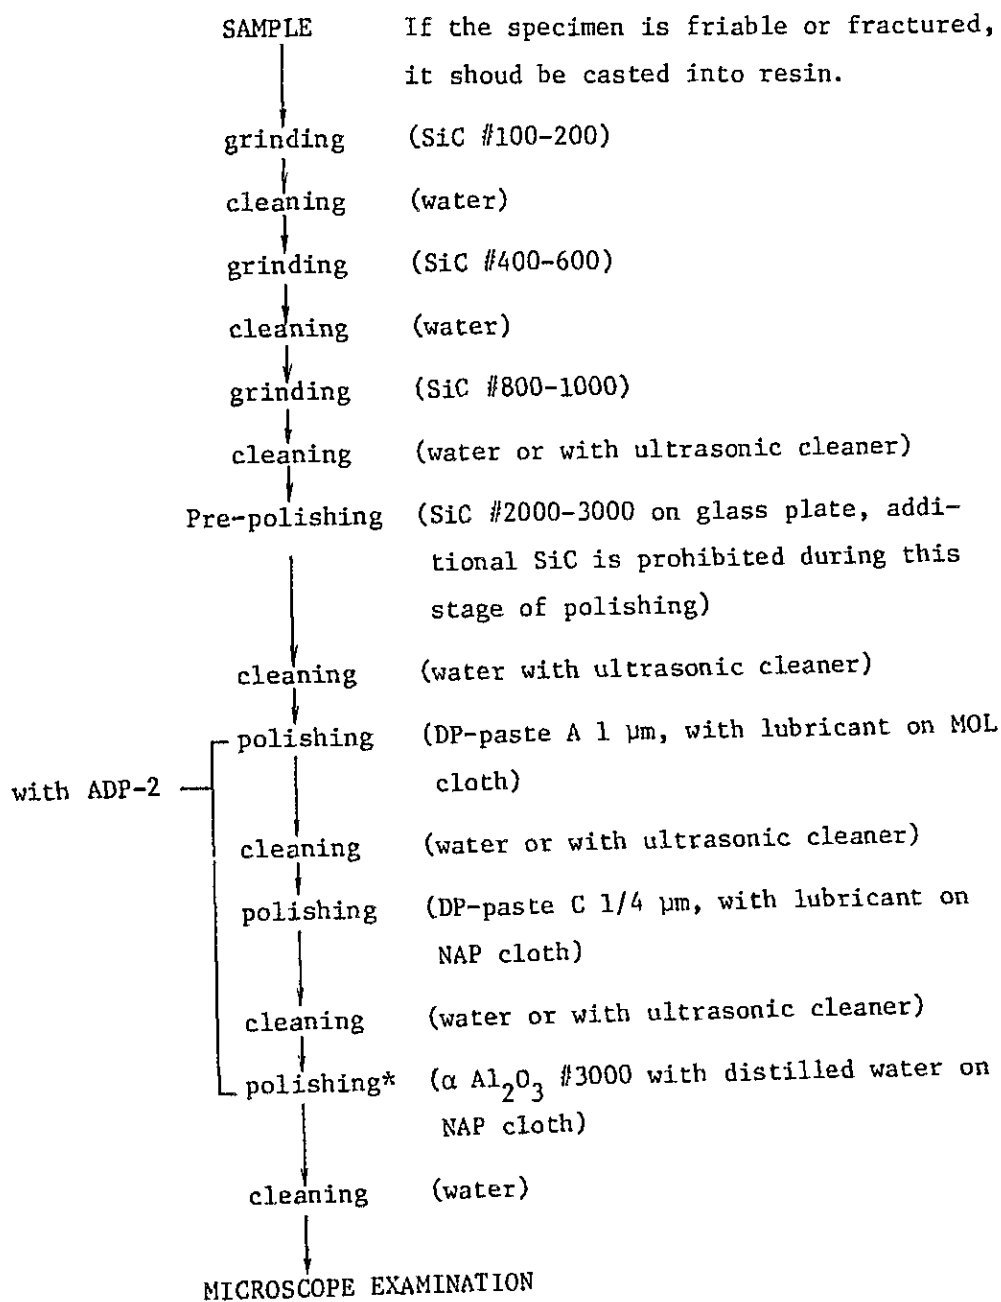 SAMPLE If the specimen is friable or fractured,
it shoud be casted into resin.
grinding (SiC #100-200)
cleaning (water)
grinding (SiC #400-600)
cleaning (water)
grinding (SiC #800-1000)
cleaning (water or with ultrasonic cleaner)
Pre-polishing (SiC #2000-3000 on glass plate, addi-
tional SiC is prohibited during this
stage of polishing)
cleaning (water with ultrasonic cleaner)
polishing (DP-paste A 1 μm, with lubricant on MOL
with ADP-2 cloth)
cleaning (water or with ultrasonic cleaner)
polishing (DP-paste C 1/4 μm, with lubricant on
NAP cloth)
cleaning (water or with ultrasonic cleaner)
polishing* (α Al₂O₃ #3000 with distilled water on
NAP cloth)
cleaning (water)
MICROSCOPE EXAMINATION